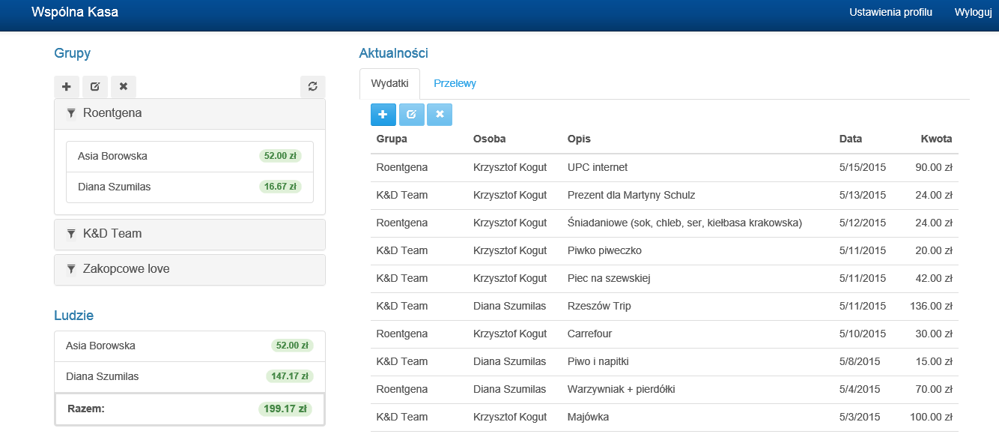 Wspólna Kasa
Ustawienia profilu Wyloguj
Grupy
Roentgena
Asia Borowska 52.00 zł
Diana Szumilas 16.67 zł
K&D Team
Zakopcowe love
Ludzie
Asia Borowska 52.00 zł
Diana Szumilas 147.17 zł
Razem: 199.17 zł
Aktualności
Wydatki Przelewy
Grupa Osoba Opis Data Kwota
Roentgena Krzysztof Kogut UPC internet 5/15/2015 90.00 zł
K&D Team Krzysztof Kogut Prezent dla Martyny Schulz 5/13/2015 24.00 zł
Roentgena Krzysztof Kogut Śniadaniowe (sok, chleb, ser, kiełbasa krakowska) 5/12/2015 24.00 zł
K&D Team Krzysztof Kogut Piwko piweczko 5/11/2015 20.00 zł
K&D Team Krzysztof Kogut Piec na szewskiej 5/11/2015 42.00 zł
K&D Team Diana Szumilas Rzeszów Trip 5/11/2015 136.00 zł
Roentgena Krzysztof Kogut Carrefour 5/10/2015 30.00 zł
K&D Team Diana Szumilas Piwo i napitki 5/8/2015 15.00 zł
Roentgena Diana Szumilas Warzywniak + pierdółki 5/4/2015 70.00 zł
K&D Team Krzysztof Kogut Majówka 5/3/2015 100.00 zł